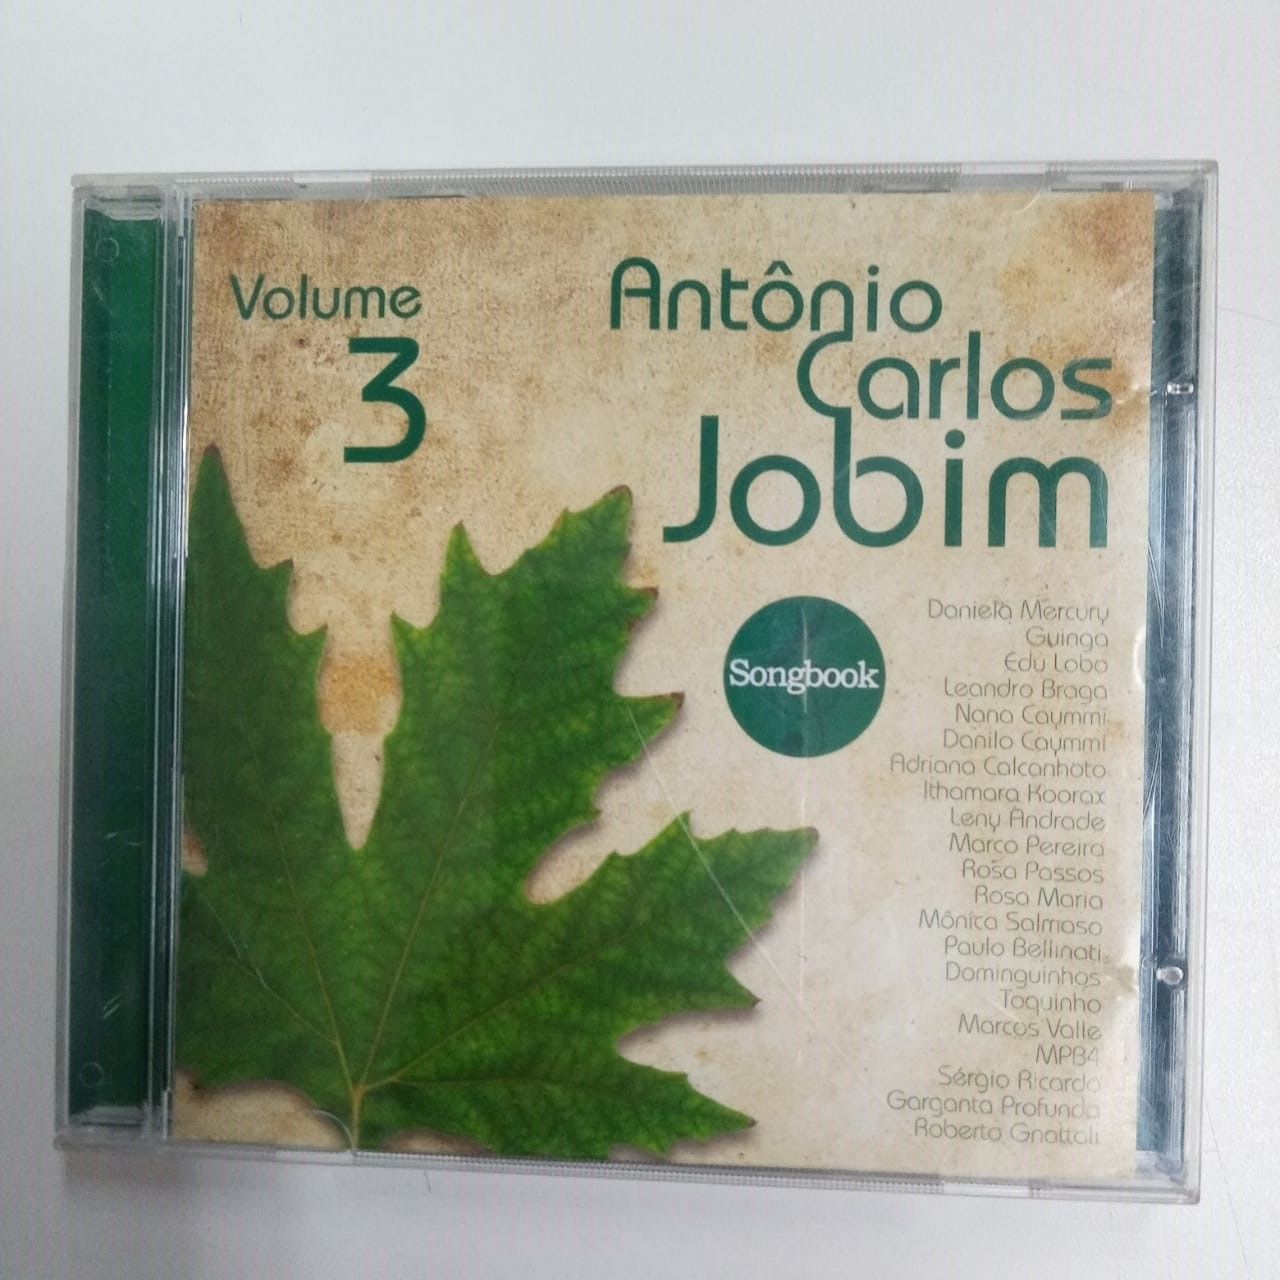 Volume
3
Antônio
Carlos
Jobim
Songbook
Daniela Mercury
Guinga
Edu Lobo
Leandro Braga
Nana Caymmi
Danilo Caymmi
Adriana Calcanhoto
Ithamara Koorax
Leny Andrade
Marco Pereira
Rosa Passos
Rosa Maria
Mônica Salmaso
Paulo Bellinati
Dominguinhos
Toquinho
Marcos Valle
MPB4
Sérgio Ricardo
Garganta Profunda
Roberto Gnattali